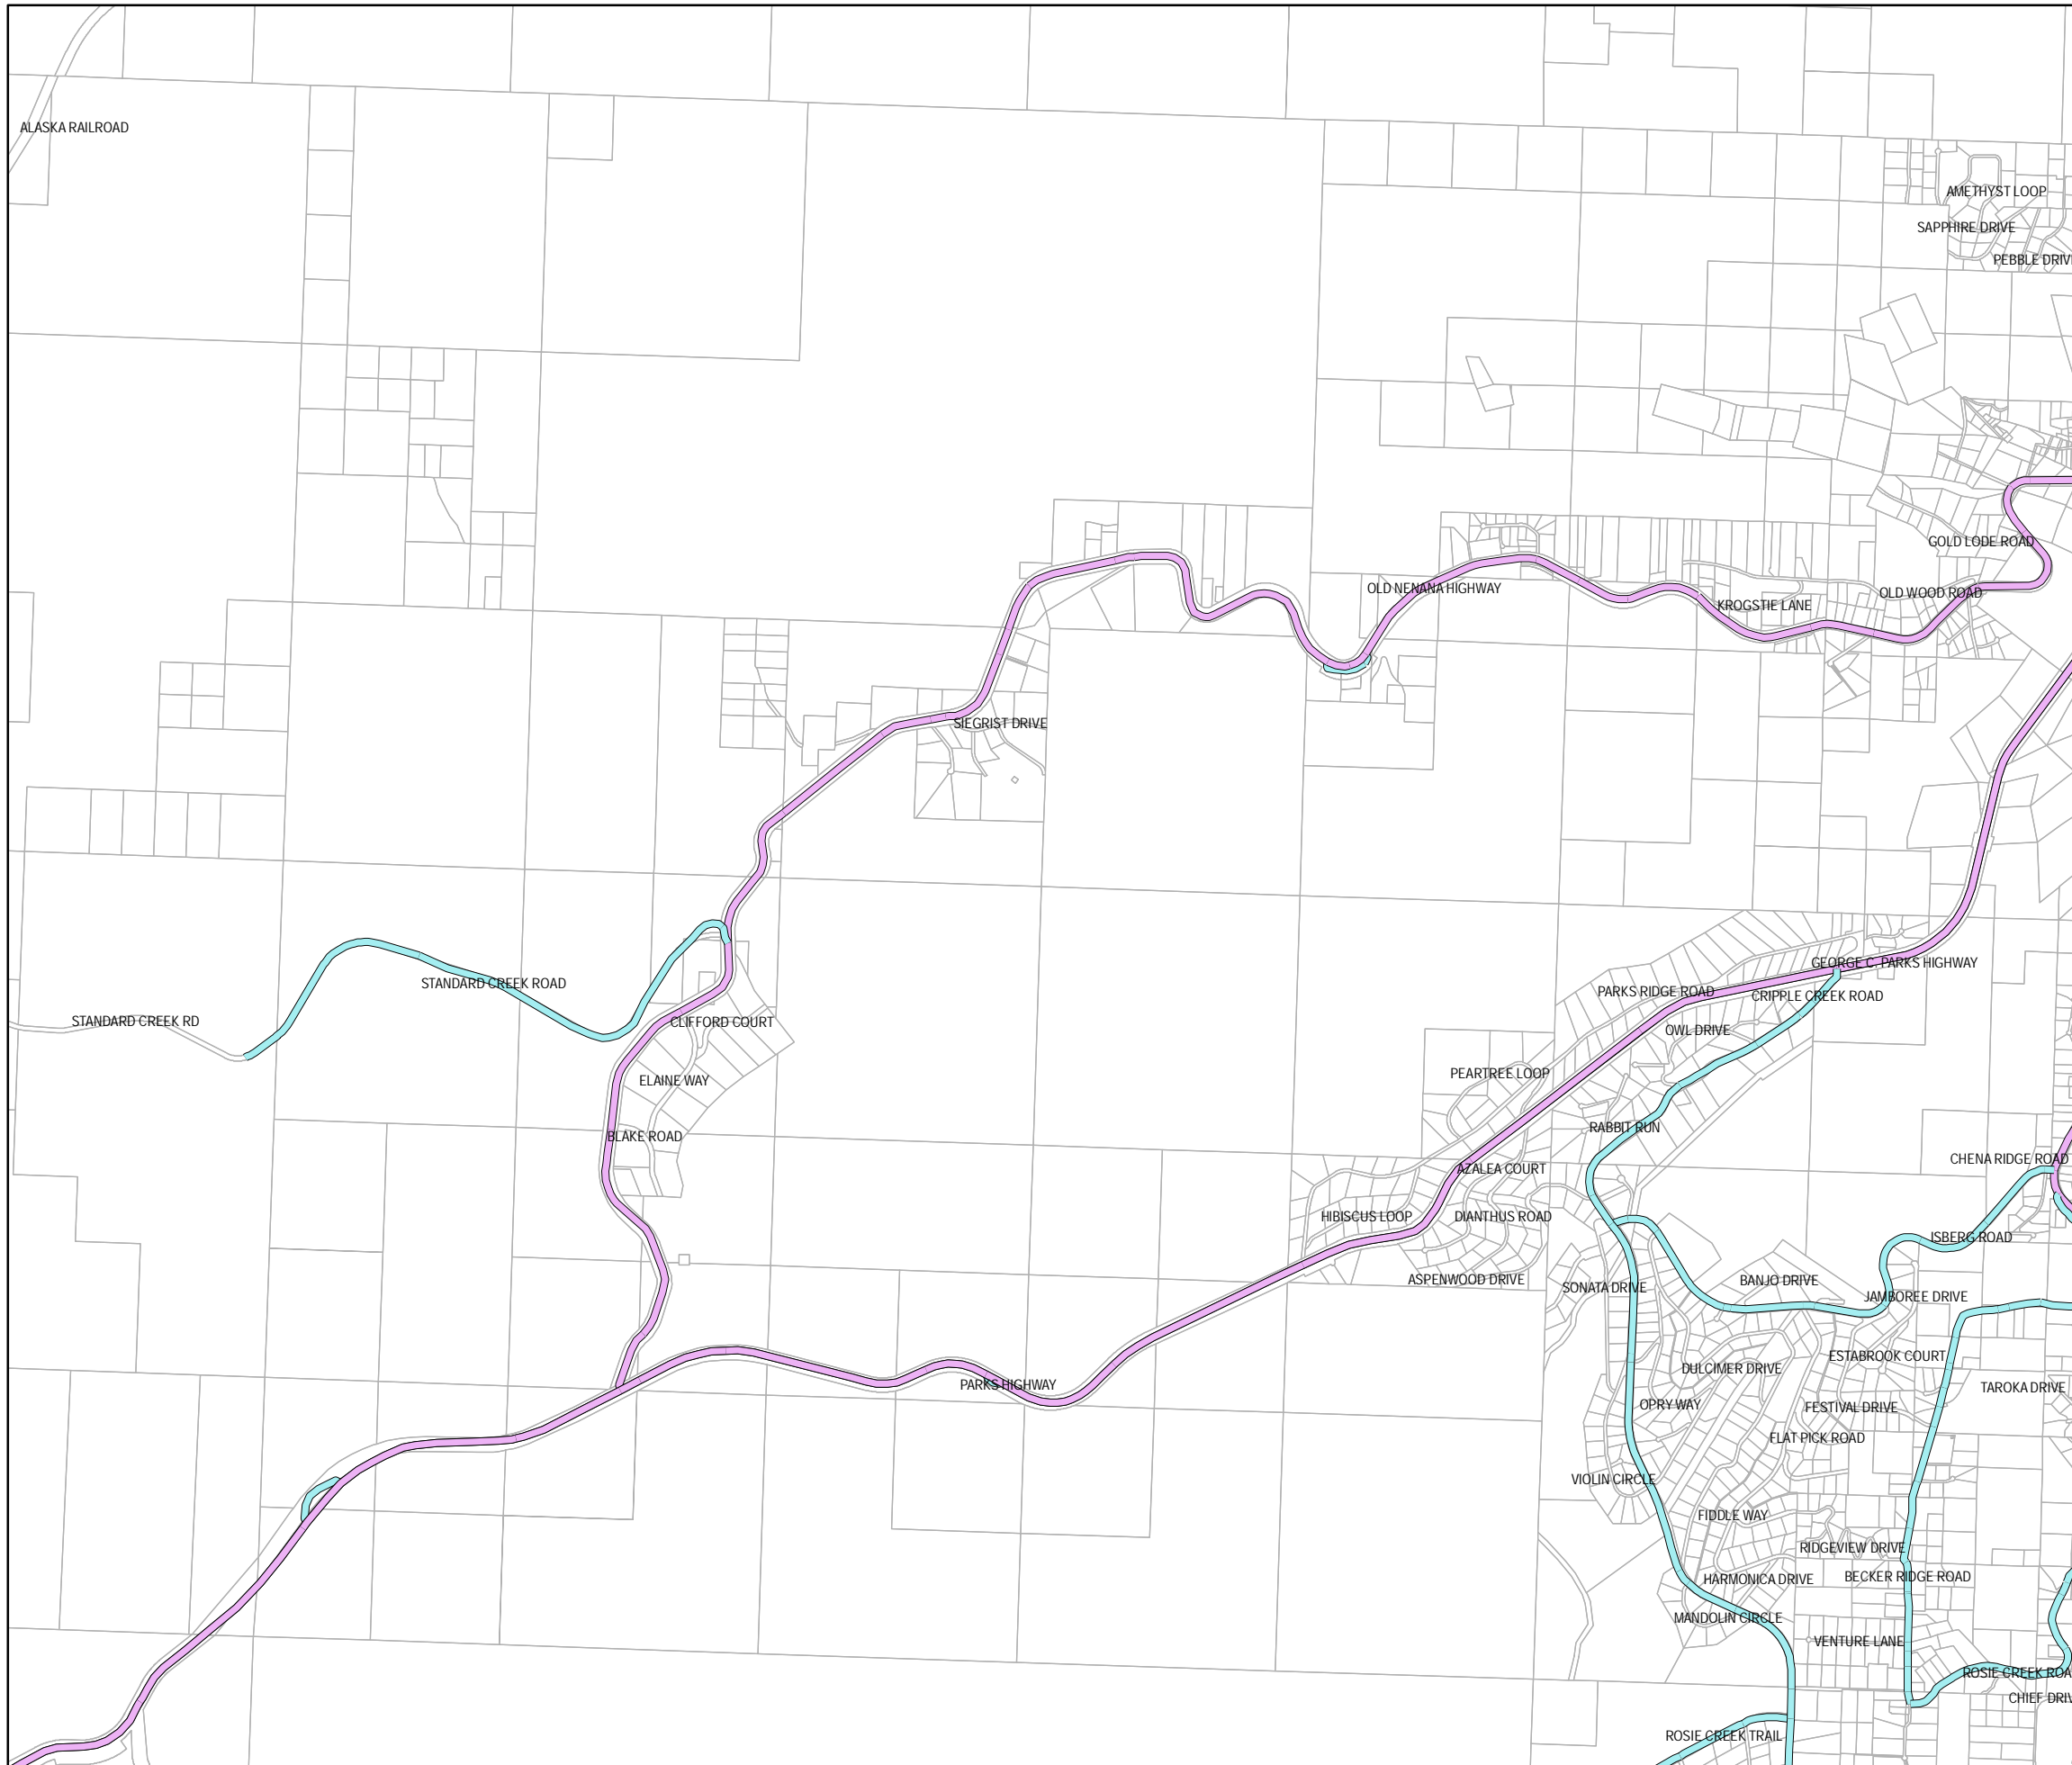 ALASKA RAILROAD
AMETHYST LOOP
SAPPHIRE DRIVE
PEBBLE DRIV
GOLD LODE ROAD
OLD NENANA HIGHWAY
OLD WOOD ROAD
KROGSTIE LANE
SIEGRIST DRIVE
GEORGE C. PARKS HIGHWAY
STANDARD CREEK ROAD
PARKS RIDGE ROAD
CRIPPLE CREEK ROAD
STANDARD CREEK RD
CLIFFORD COURT
OWL DRIVE
PEARTREE LOOP
ELAINE WAY
RABBIT RUN
BLAKE ROAD
CHENA RIDGE ROAD
AZALEA COURT
HIBISCUS LOOP
DIANTHUS ROAD
ISBERG ROAD
ASPENWOOD DRIVE
BANJO DRIVE
SONATA DRIVE
JAMBOREE DRIVE
ESTABROOK COURT
DULCIMER DRIVE
PARKS HIGHWAY
TAROKA DRIVE
OPRY WAY
FESTIVAL DRIVE
FLAT PICK ROAD
VIOLIN CIRCLE
FIDDLE WAY
RIDGEVIEW DRIVE
BECKER RIDGE ROAD
HARMONICA DRIVE
MANDOLIN CIRCLE
VENTURE LANE
ROSIE CREEK ROA
CHIEF DRIV
ROSIE CREEK TRAIL